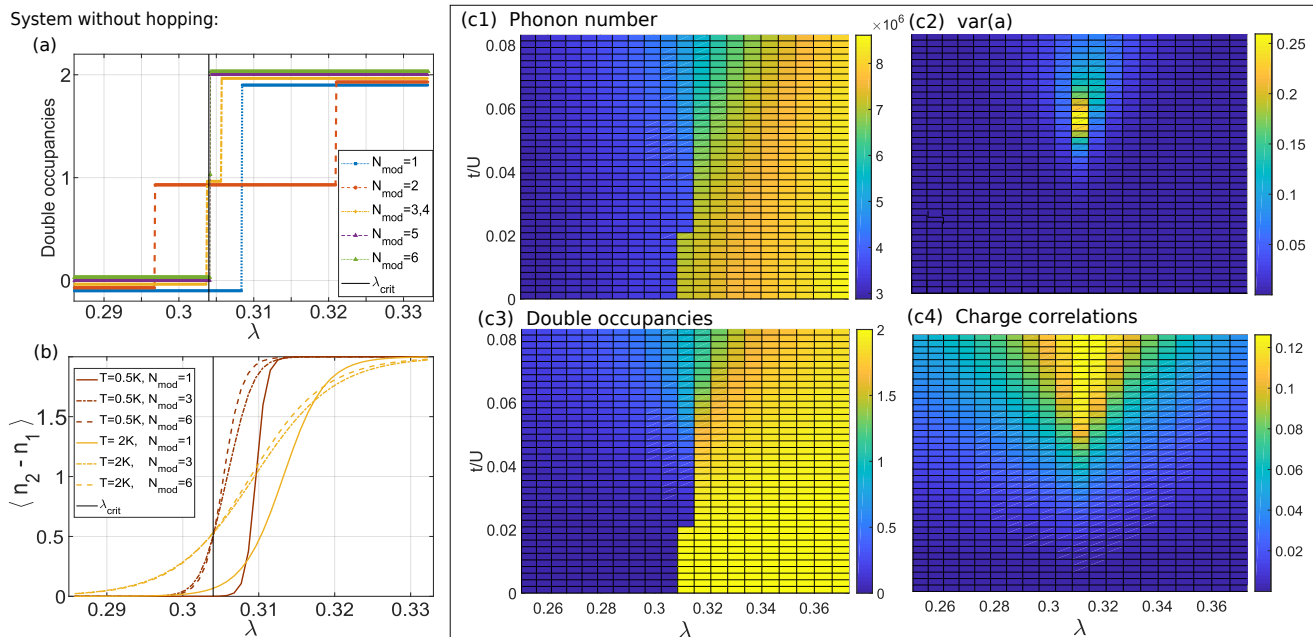 System without hopping:
(a)
Double occupancies
2
1
0
N_mod=1
N_mod=2
N_mod=3,4
N_mod=5
N_mod=6
λ_crit
0.29 0.3 0.31 0.32 0.33
λ
(b)
⟨ n_2 - n_1 ⟩
1.5
1
0.5
0
T=0.5K, N_mod=1
T=0.5K, N_mod=3
T=0.5K, N_mod=6
T= 2K, N_mod=1
T=2K, N_mod=3
T=2K, N_mod=6
λ_crit
0.29 0.3 0.31 0.32 0.33
λ
(c1) Phonon number
×10^6
t/U
0.08
0.06
0.04
0.02
0
8
7
6
5
4
3
(c2) var(a)
0.25
0.20
0.15
0.10
0.05
(c3) Double occupancies
t/U
0.08
0.06
0.04
0.02
0
2
1.5
1
0.5
0
0.26 0.28 0.3 0.32 0.34 0.36
λ
(c4) Charge correlations
0.12
0.10
0.08
0.06
0.04
0.02
0.26 0.28 0.3 0.32 0.34 0.36
λ